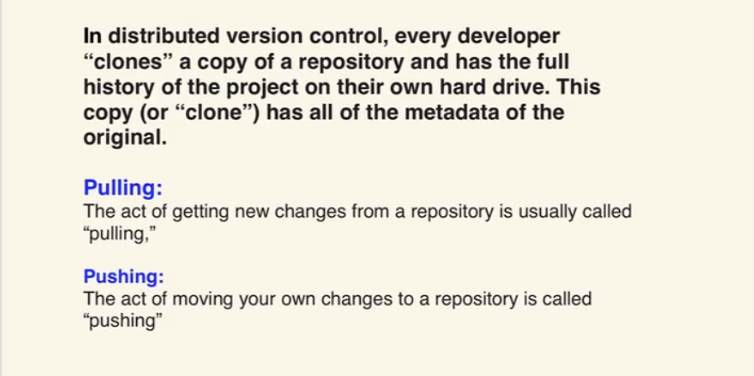 In distributed version control, every developer
“clones” a copy of a repository and has the full
history of the project on their own hard drive. This
copy (or “clone”) has all of the metadata of the
original.
Pulling:
The act of getting new changes from a repository is usually called
“pulling,”
Pushing:
The act of moving your own changes to a repository is called
“pushing”